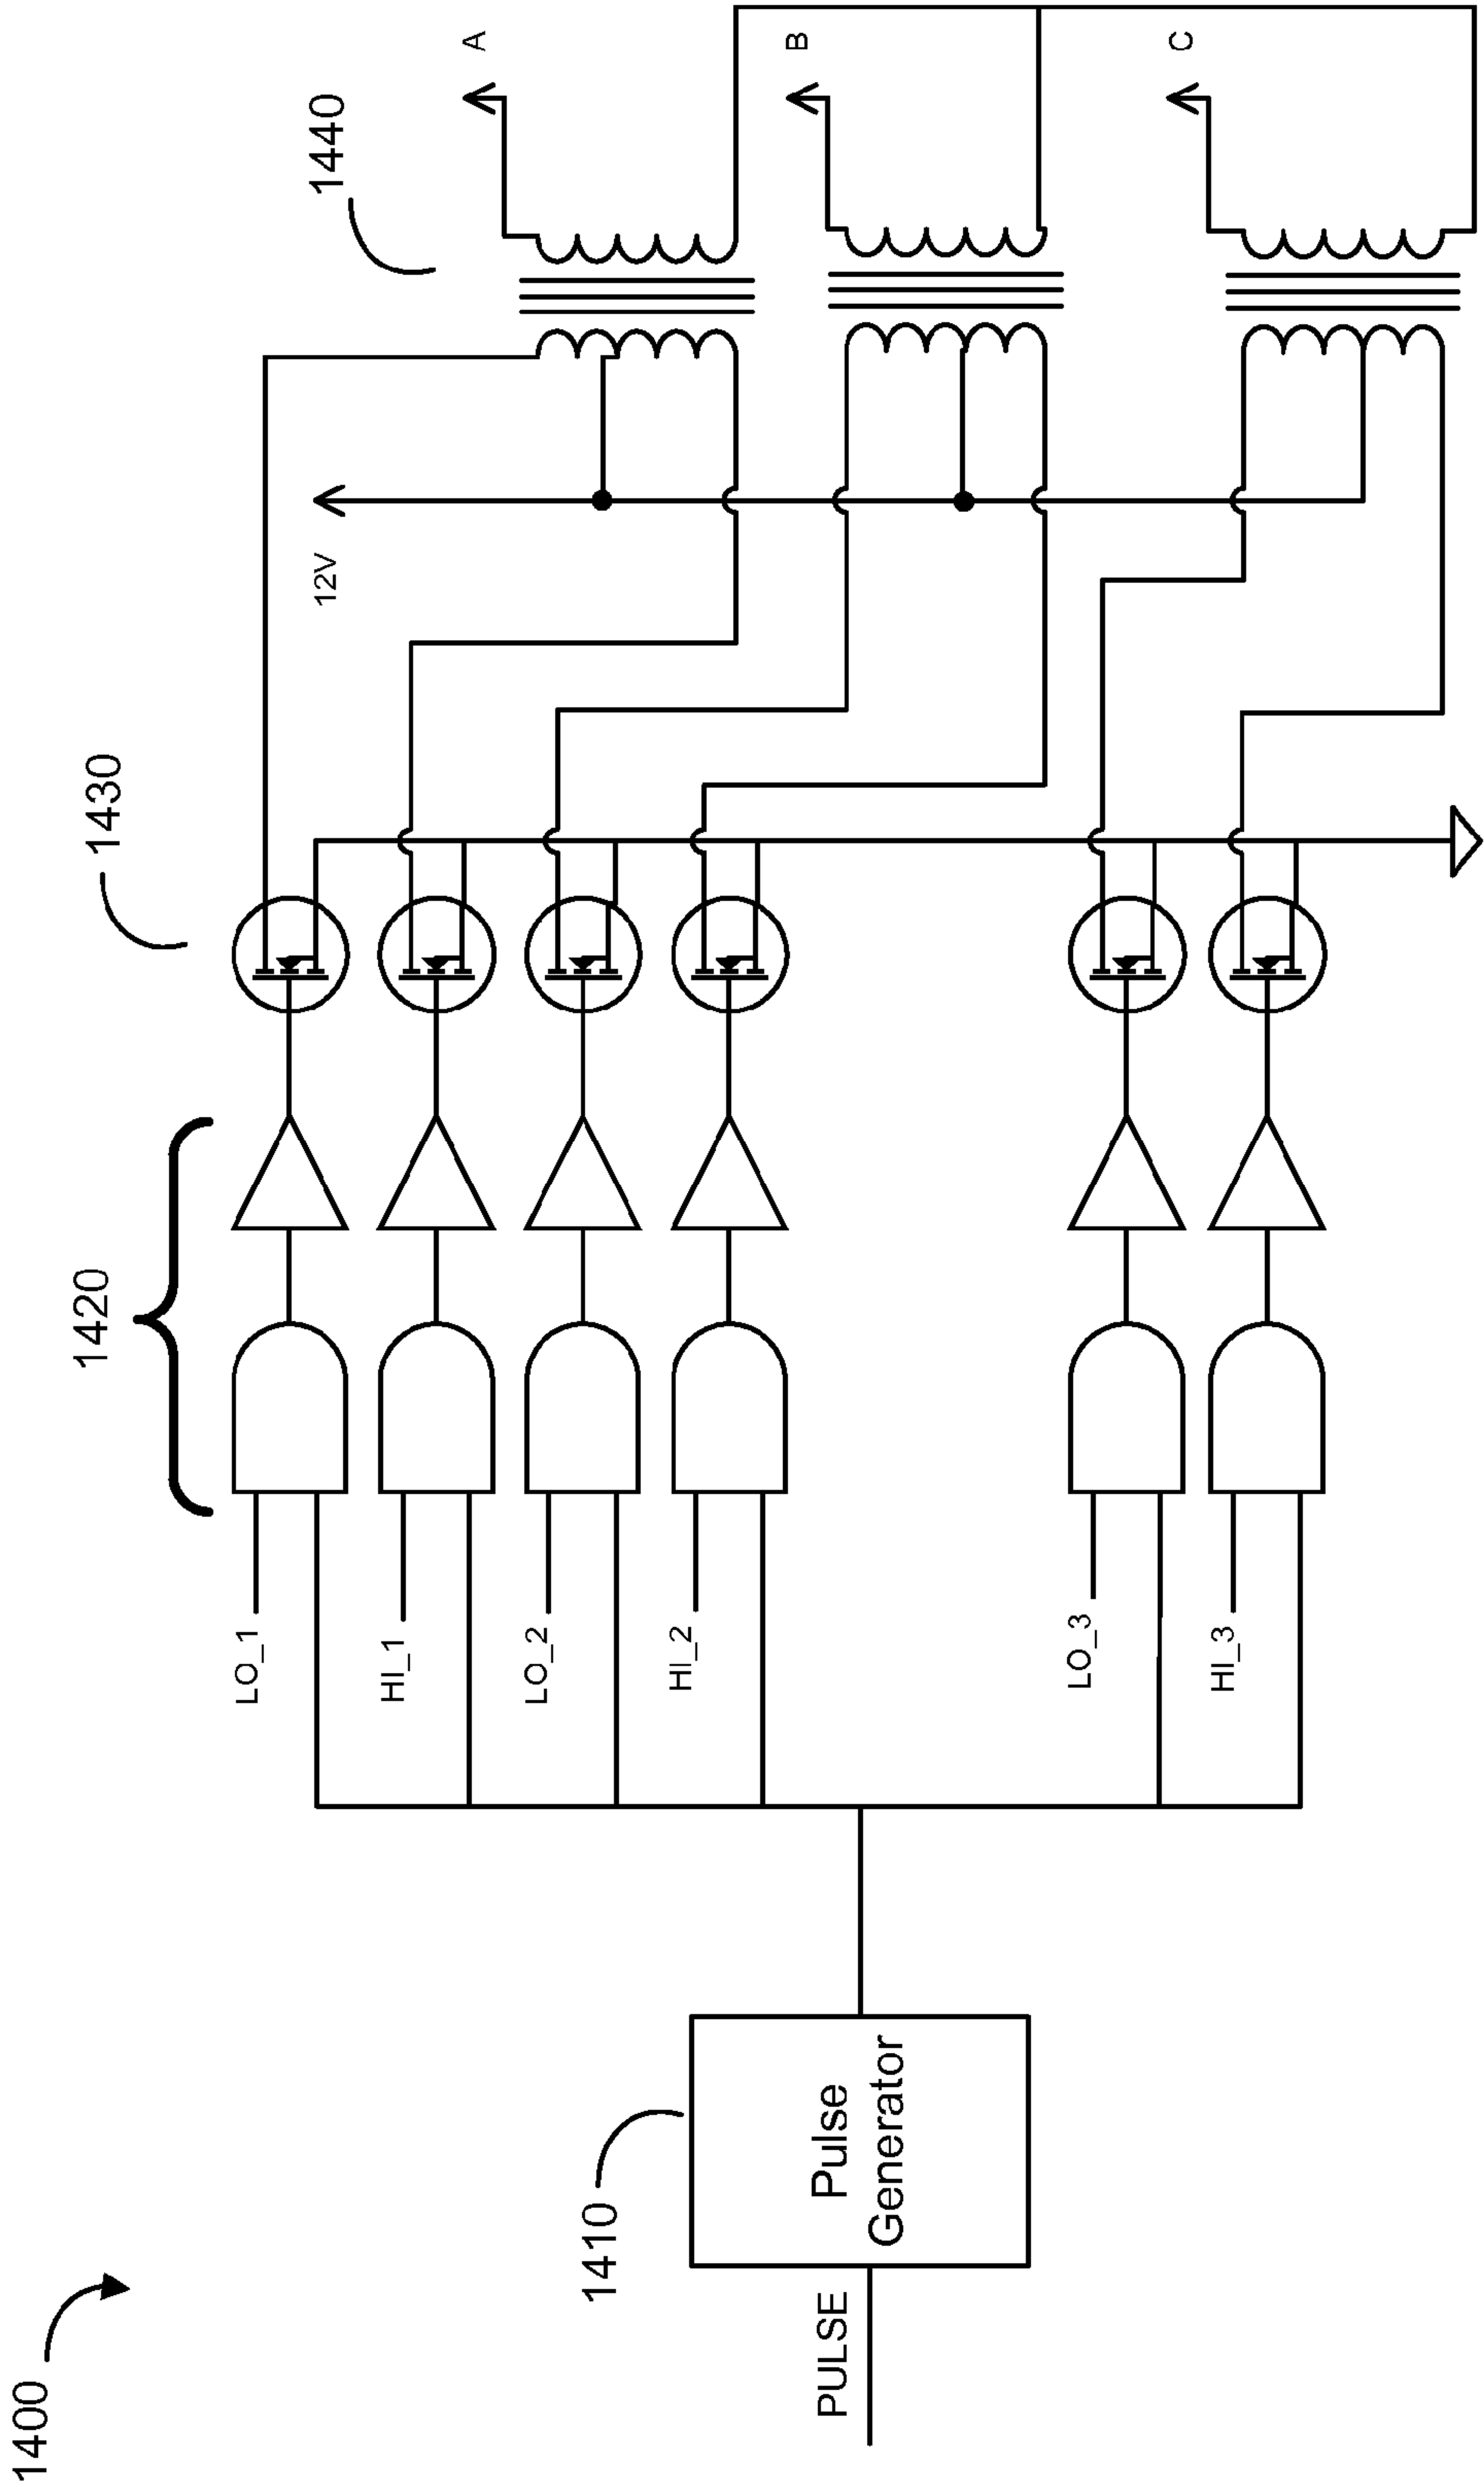 1400
PULSE
1410
Pulse
Generator
LO_1
HI_1
LO_2
HI_2
LO_3
HI_3
1420
1430
12V
1440
A
B
C